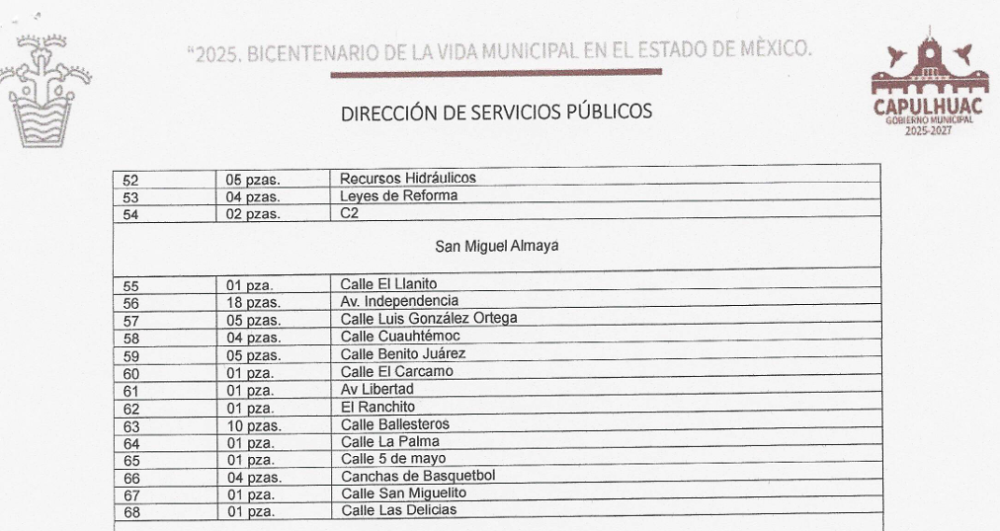 “2025. BICENTENARIO DE LA VIDA MUNICIPAL EN EL ESTADO DE MÈXICO.
DIRECCIÓN DE SERVICIOS PÚBLICOS
CAPULHUAC
GOBIERNO MUNICIPAL
2025-2027
52 05 pzas. Recursos Hidráulicos
53 04 pzas. Leyes de Reforma
54 02 pzas. C2
San Miguel Almaya
55 01 pza. Calle El Llanito
56 18 pzas. Av. Independencia
57 05 pzas. Calle Luis González Ortega
58 04 pzas. Calle Cuauhtémoc
59 05 pzas. Calle Benito Juárez
60 01 pza. Calle El Carcamo
61 01 pza. Av Libertad
62 01 pza. El Ranchito
63 10 pzas. Calle Ballesteros
64 01 pza. Calle La Palma
65 01 pza. Calle 5 de mayo
66 04 pzas. Canchas de Basquetbol
67 01 pza. Calle San Miguelito
68 01 pza. Calle Las Delicias